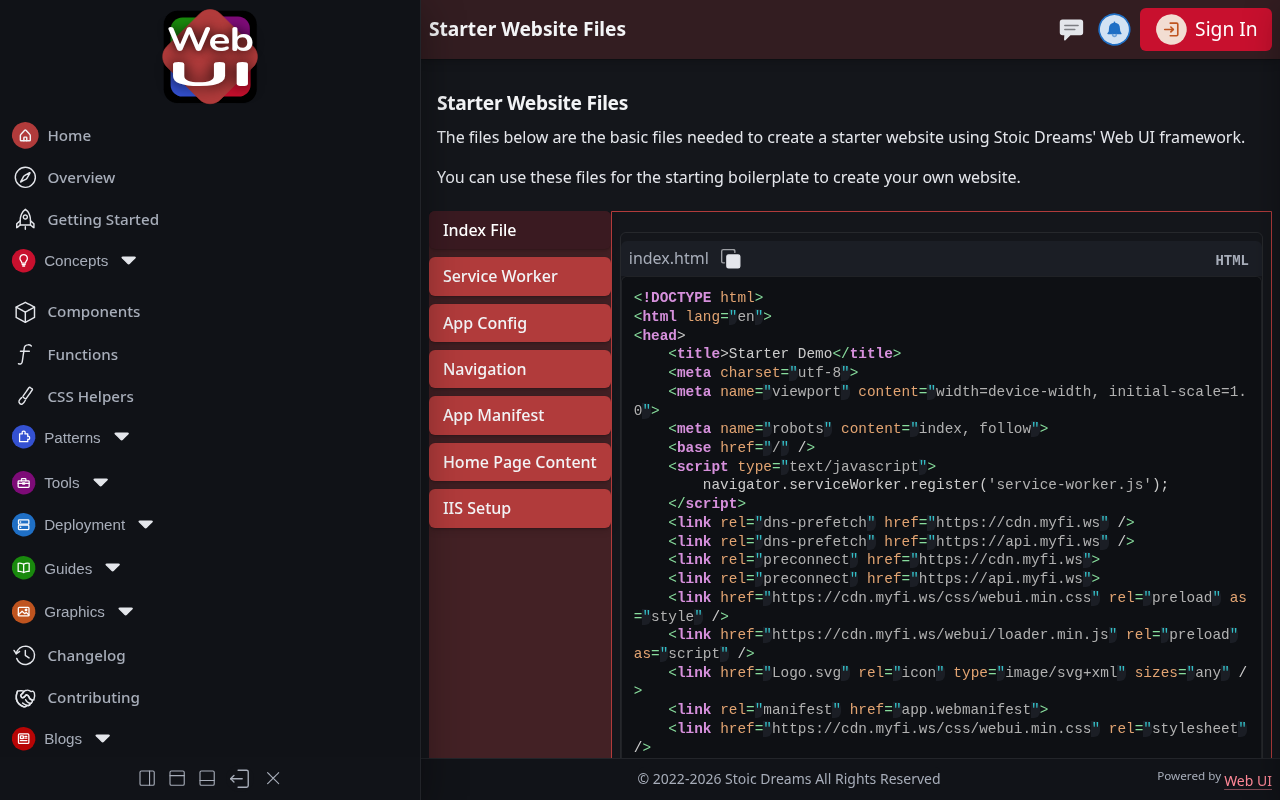 Web
UI
Home
Overview
Getting Started
Concepts
Components
Functions
CSS Helpers
Patterns
Tools
Deployment
Guides
Graphics
Changelog
Contributing
Blogs
Starter Website Files
Sign In
Starter Website Files
The files below are the basic files needed to create a starter website using Stoic Dreams' Web UI framework.
You can use these files for the starting boilerplate to create your own website.
Index File
Service Worker
App Config
Navigation
App Manifest
Home Page Content
IIS Setup
index.html
HTML
<!DOCTYPE html>
<html lang="en">
<head>
    <title>Starter Demo</title>
    <meta charset="utf-8">
    <meta name="viewport" content="width=device-width, initial-scale=1.
0">
    <meta name="robots" content="index, follow">
    <base href="/" />
    <script type="text/javascript">
        navigator.serviceWorker.register('service-worker.js');
    </script>
    <link rel="dns-prefetch" href="https://cdn.myfi.ws" />
    <link rel="dns-prefetch" href="https://api.myfi.ws" />
    <link rel="preconnect" href="https://cdn.myfi.ws">
    <link rel="preconnect" href="https://api.myfi.ws">
    <link href="https://cdn.myfi.ws/css/webui.min.css" rel="preload" as
="style" />
    <link href="https://cdn.myfi.ws/webui/loader.min.js" rel="preload"
as="script" />
    <link href="Logo.svg" rel="icon" type="image/svg+xml" sizes="any" /
>
    <link rel="manifest" href="app.webmanifest">
    <link href="https://cdn.myfi.ws/css/webui.min.css" rel="stylesheet"
/>
© 2022-2026 Stoic Dreams All Rights Reserved
Powered by Web UI